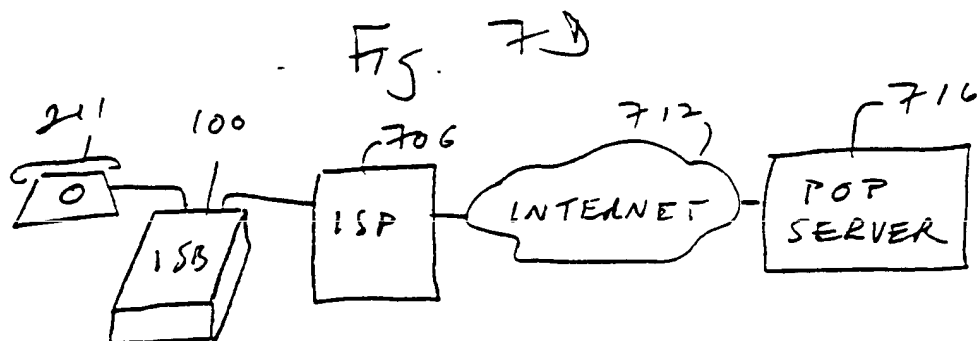 Fig. 7D
211
100
706
712
716
ISB
ISP
INTERNET
POP
SERVER